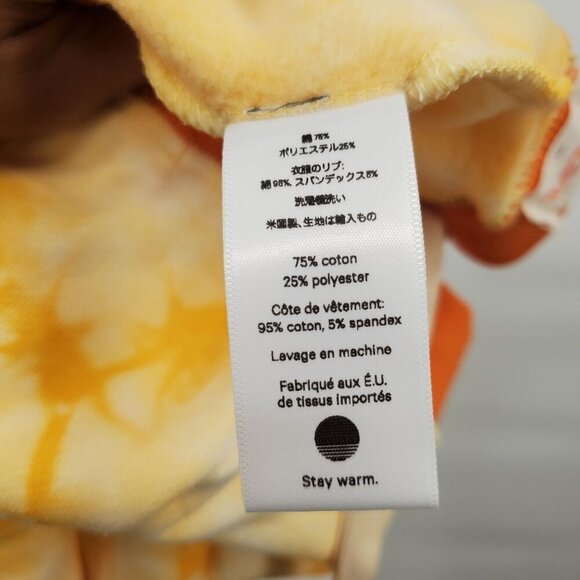 綿 75%
ポリエステル25%
衣服のリブ:
綿 95%、スパンデックス5%
洗濯機洗い
米国製、生地は輸入もの
75% coton
25% polyester
Côte de vêtement:
95% coton, 5% spandex
Lavage en machine
Fabriqué aux É.U.
de tissus importés
Stay warm.